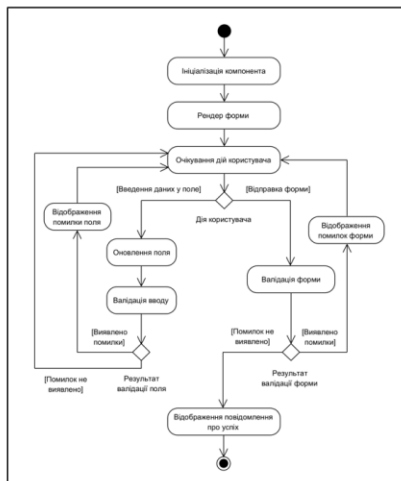 Ініціалізація компонента
Рендер форми
Очікування дій користувача
[Введення даних у поле]
[Відправка форми]
Дія користувача
Відображення
помилки поля
Відображення
помилок форми
Оновлення поля
Валідація форми
Валідація вводу
[Виявлено
помилки]
[Помилок не
виявлено]
[Виявлено
помилки]
[Помилок не
виявлено]
Результат
валідації поля
Результат
валідації форми
Відображення повідомлення
про успіх